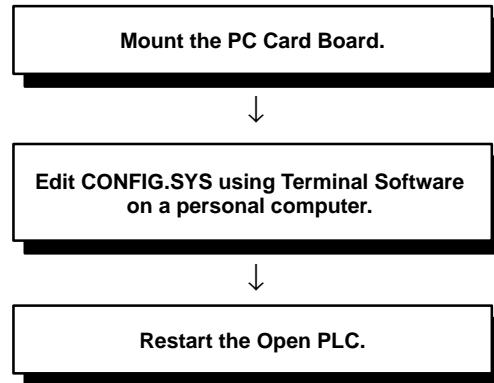 Mount the PC Card Board.
↓
Edit CONFIG.SYS using Terminal Software
on a personal computer.
↓
Restart the Open PLC.